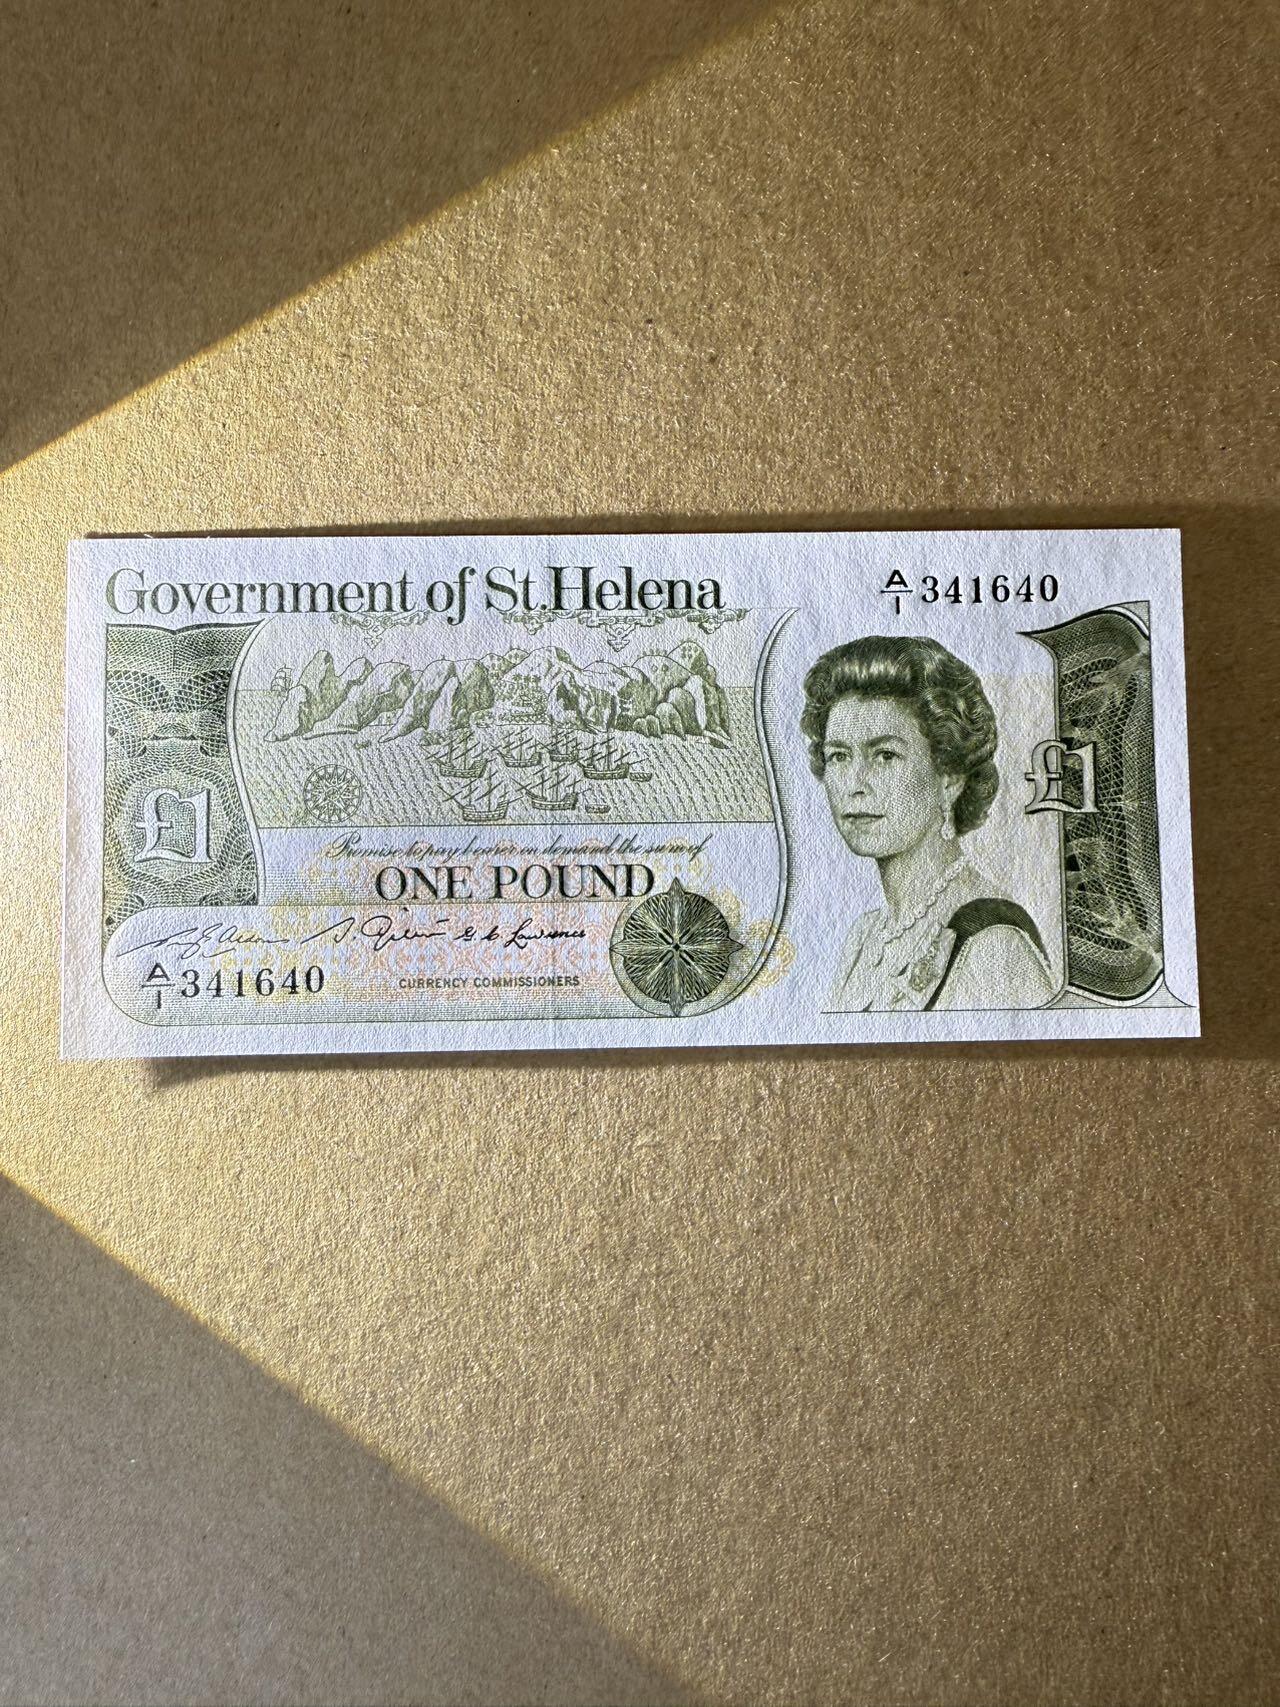 Government of St.Helena
A/1 341640
£1
£1
Promise to pay bearer on demand the sum of
ONE POUND
G. C. Lawrence
A/1 341640
CURRENCY COMMISSIONERS